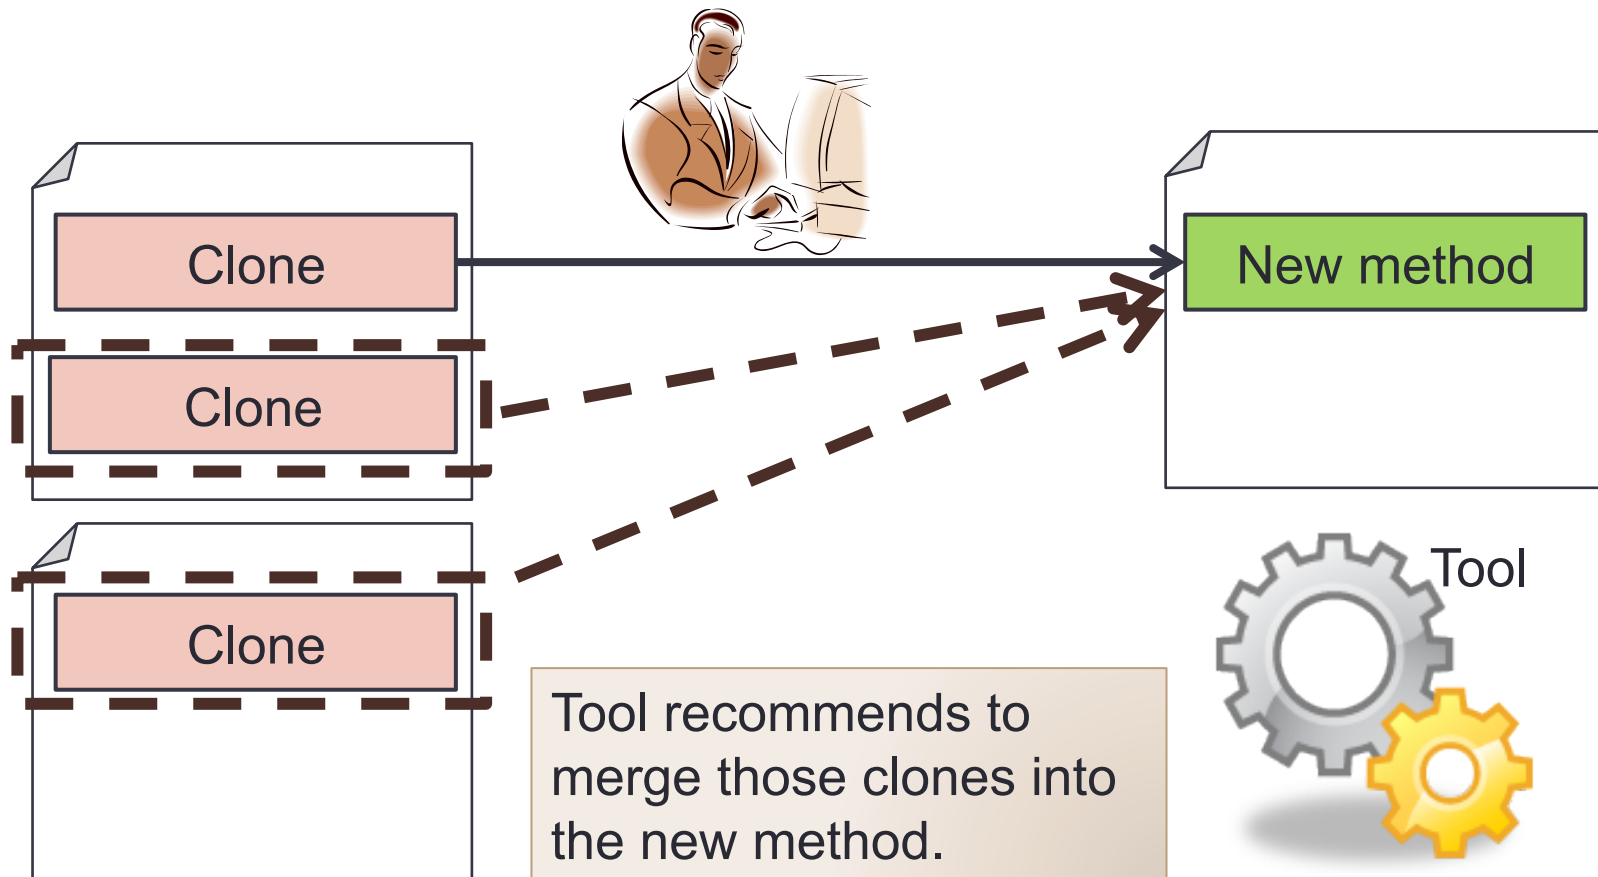 Clone
New method
Clone
Clone
Tool
Tool recommends to
merge those clones into
the new method.